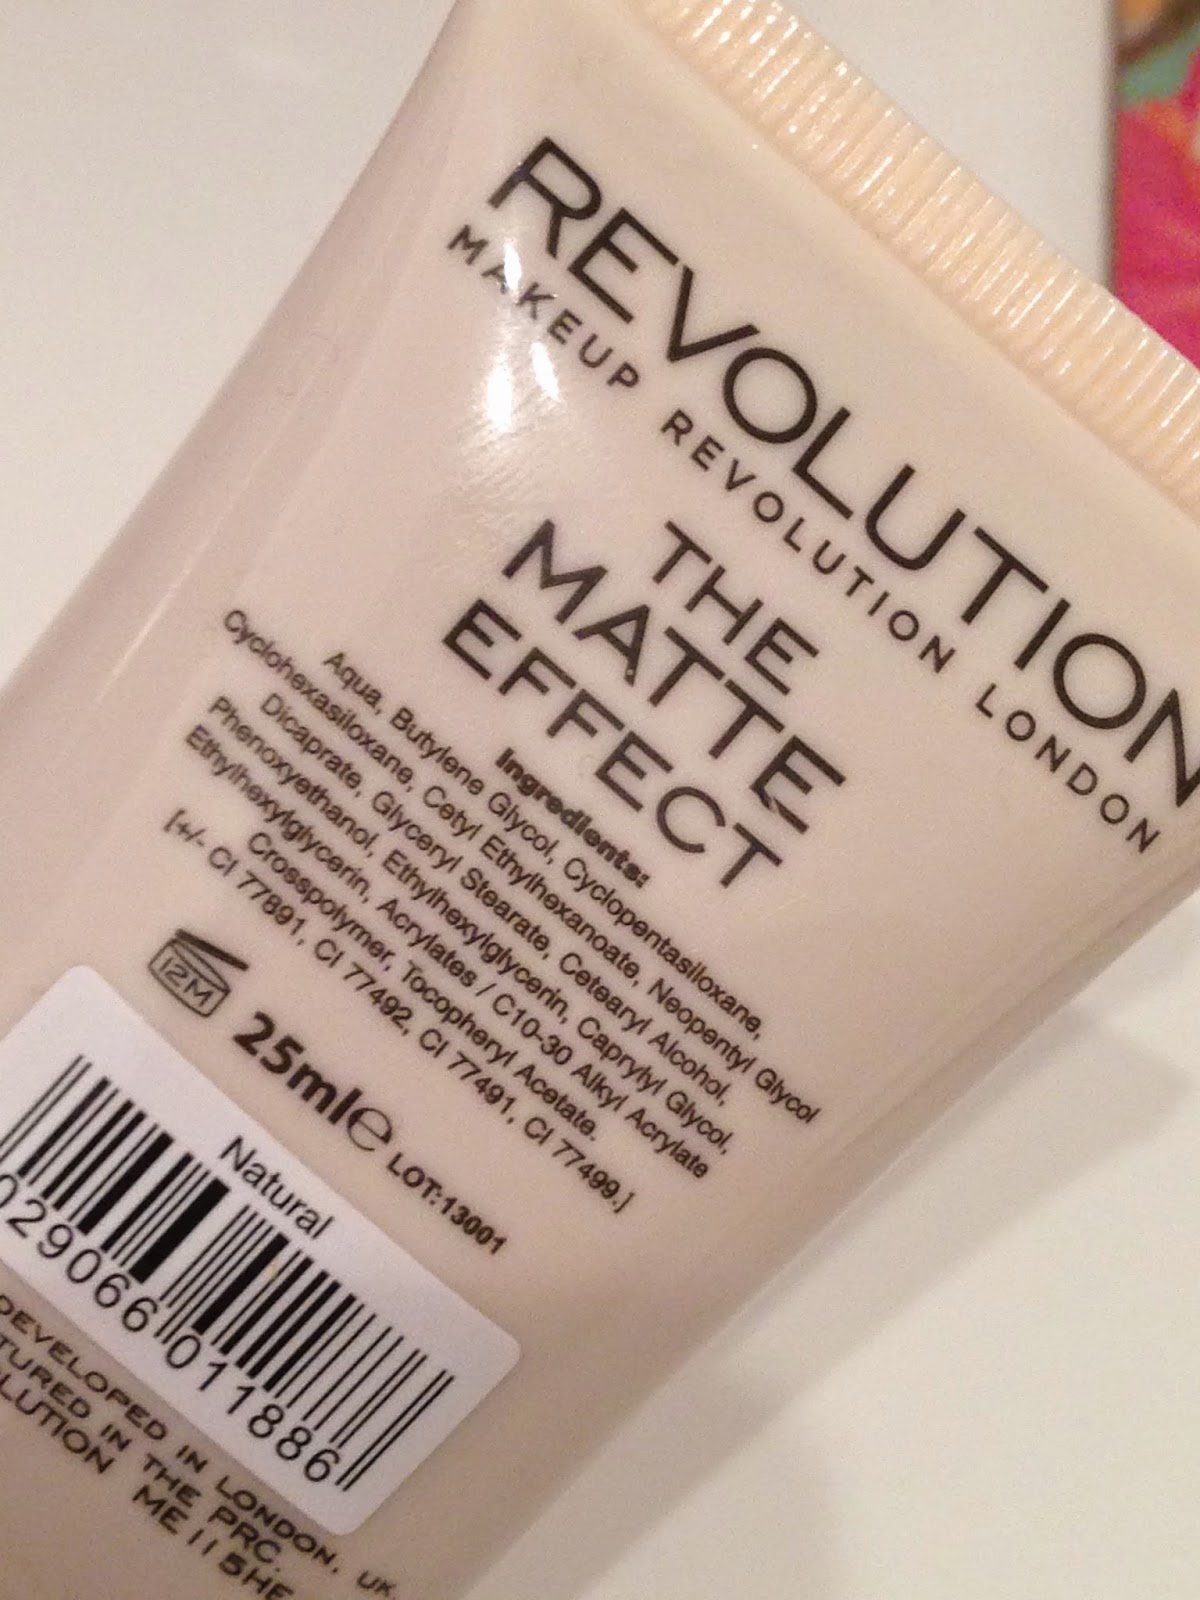 REVOLUTION
MAKEUP REVOLUTION LONDON
THE
MATTE
EFFECT
Ingredients:
Aqua, Butylene Glycol, Cyclopentasiloxane,
Cyclohexasiloxane, Cetyl Ethylhexanoate, Neopentyl Glycol
Dicaprate, Glyceryl Stearate, Cetearyl Alcohol,
Phenoxyethanol, Ethylhexylglycerin, Caprylyl Glycol,
Ethylhexylglycerin, Acrylates / C10-30 Alkyl Acrylate
Crosspolymer, Tocopheryl Acetate.
[+/- CI 77891, CI 77492, CI 77491, CI 77499.]
12M
25ml℮ LOT:13001
Natural
029066 011886
DEVELOPED IN LONDON, UK.
TURED IN THE PRC.
LUTION ME11 5HE